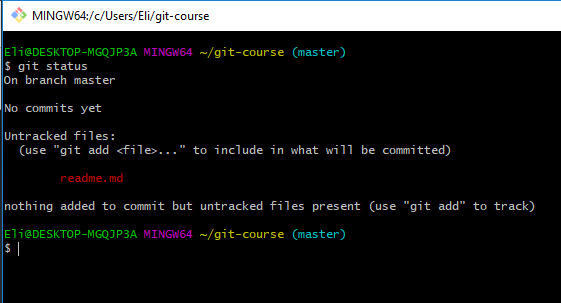 MINGW64:/c/Users/Eli/git-course
Eli@DESKTOP-MGQJP3A MINGW64 ~/git-course (master)
$ git status
On branch master
No commits yet
Untracked files:
(use "git add <file>..." to include in what will be committed)
readme.md
nothing added to commit but untracked files present (use "git add" to track)
Eli@DESKTOP-MGQJP3A MINGW64 ~/git-course (master)
$